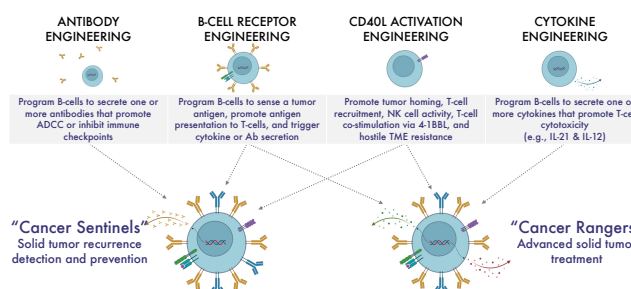 ANTIBODY
ENGINEERING
Program B-cells to secrete one or
more antibodies that promote
ADCC or inhibit immune
checkpoints
B-CELL RECEPTOR
ENGINEERING
Program B-cells to sense a tumor
antigen, promote antigen
presentation to T-cells, and trigger
cytokine or Ab secretion
CD40L ACTIVATION
ENGINEERING
Promote tumor homing, T-cell
recruitment, NK cell activity, T-cell
co-stimulation via 4-1BBL, and
hostile TME resistance
CYTOKINE
ENGINEERING
Program B-cells to secrete one or
more cytokines that promote T-ce
cytotoxicity
(e.g., IL-21 & IL-12)
“Cancer Sentinels”
Solid tumor recurrence
detection and prevention
“Cancer Rangers
Advanced solid tumo
treatment